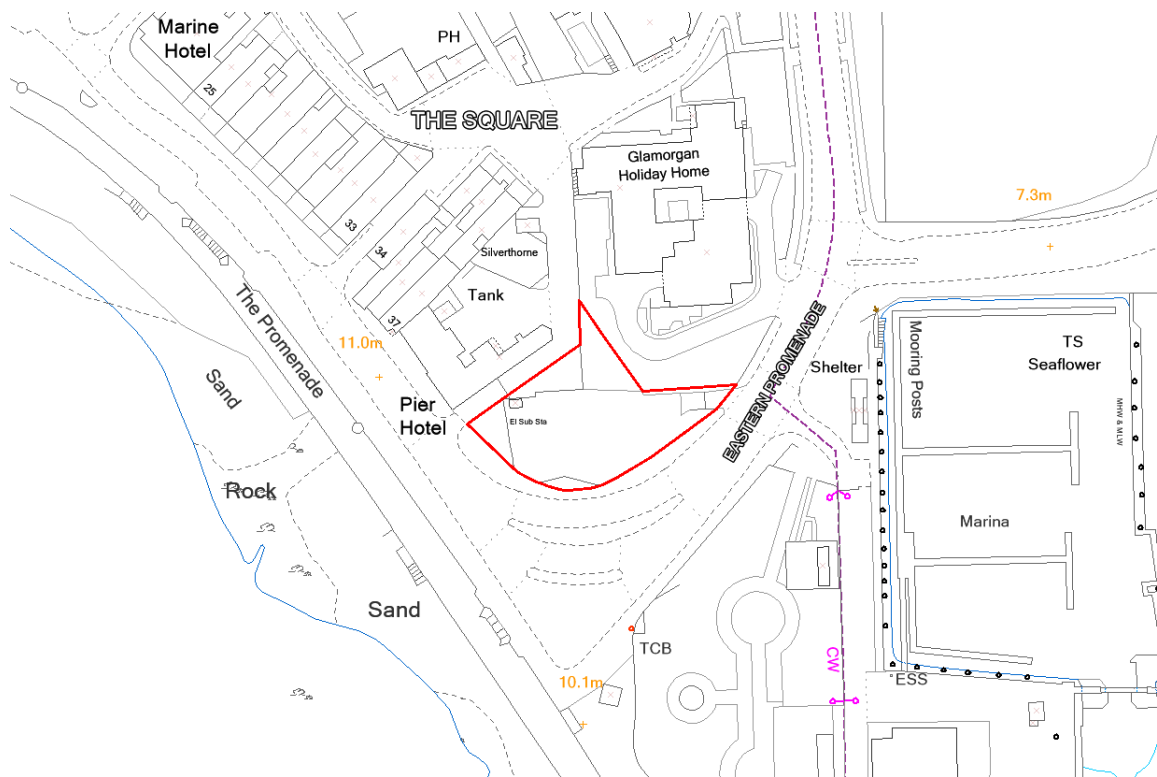 Marine
Hotel
PH
25
THE SQUARE
Glamorgan
Holiday Home
7.3m
33
34
Silverthorne
Tank
The Promenade
37
11.0m
EASTERN PROMENADE
Mooring Posts
TS
Seaflower
Shelter
Sand
Pier
Hotel
El Sub Sta
MHW & MLW
Rock
Marina
Sand
TCB
CW
10.1m
ESS